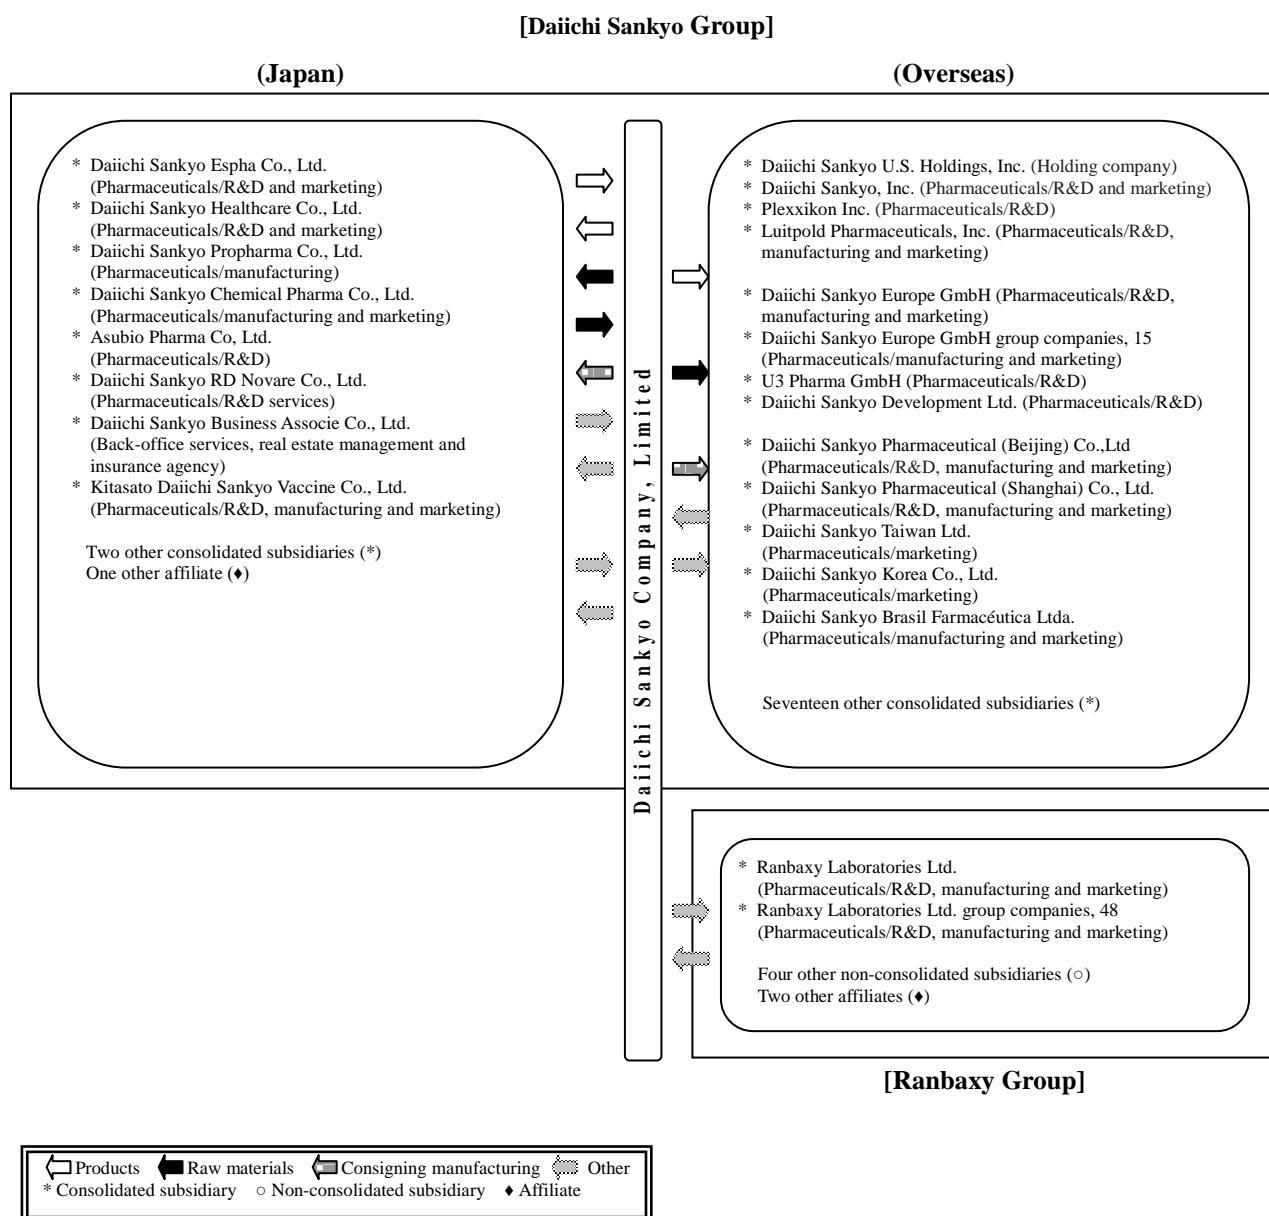 [Daiichi Sankyo Group]
(Japan)
(Overseas)
* Daiichi Sankyo Espha Co., Ltd.
(Pharmaceuticals/R&D and marketing)
* Daiichi Sankyo Healthcare Co., Ltd.
(Pharmaceuticals/R&D and marketing)
* Daiichi Sankyo Propharma Co., Ltd.
(Pharmaceuticals/manufacturing)
* Daiichi Sankyo Chemical Pharma Co., Ltd.
(Pharmaceuticals/manufacturing and marketing)
* Asubio Pharma Co, Ltd.
(Pharmaceuticals/R&D)
* Daiichi Sankyo RD Novare Co., Ltd.
(Pharmaceuticals/R&D services)
* Daiichi Sankyo Business Associe Co., Ltd.
(Back-office services, real estate management and
insurance agency)
* Kitasato Daiichi Sankyo Vaccine Co., Ltd.
(Pharmaceuticals/R&D, manufacturing and marketing)
Two other consolidated subsidiaries (*)
One other affiliate (♦)
Daiichi Sankyo Company, Limited
* Daiichi Sankyo U.S. Holdings, Inc. (Holding company)
* Daiichi Sankyo, Inc. (Pharmaceuticals/R&D and marketing)
* Plexxikon Inc. (Pharmaceuticals/R&D)
* Luitpold Pharmaceuticals, Inc. (Pharmaceuticals/R&D,
manufacturing and marketing)
* Daiichi Sankyo Europe GmbH (Pharmaceuticals/R&D,
manufacturing and marketing)
* Daiichi Sankyo Europe GmbH group companies, 15
(Pharmaceuticals/manufacturing and marketing)
* U3 Pharma GmbH (Pharmaceuticals/R&D)
* Daiichi Sankyo Development Ltd. (Pharmaceuticals/R&D)
* Daiichi Sankyo Pharmaceutical (Beijing) Co.,Ltd
(Pharmaceuticals/R&D, manufacturing and marketing)
* Daiichi Sankyo Pharmaceutical (Shanghai) Co., Ltd.
(Pharmaceuticals/R&D, manufacturing and marketing)
* Daiichi Sankyo Taiwan Ltd.
(Pharmaceuticals/marketing)
* Daiichi Sankyo Korea Co., Ltd.
(Pharmaceuticals/marketing)
* Daiichi Sankyo Brasil Farmacéutica Ltda.
(Pharmaceuticals/manufacturing and marketing)
Seventeen other consolidated subsidiaries (*)
* Ranbaxy Laboratories Ltd.
(Pharmaceuticals/R&D, manufacturing and marketing)
* Ranbaxy Laboratories Ltd. group companies, 48
(Pharmaceuticals/R&D, manufacturing and marketing)
Four other non-consolidated subsidiaries (○)
Two other affiliates (♦)
[Ranbaxy Group]
Products Raw materials Consigning manufacturing Other
* Consolidated subsidiary ○ Non-consolidated subsidiary ♦ Affiliate